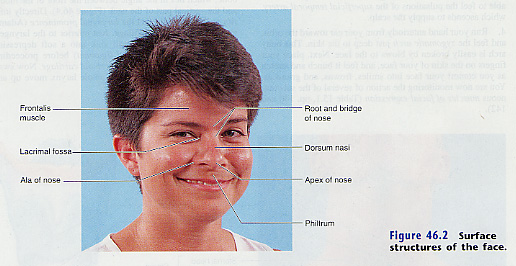 Frontalis
muscle
Root and bridge
of nose
Lacrimal fossa
Dorsum nasi
Ala of nose
Apex of nose
Philtrum
Figure 46.2 Surface
structures of the face.